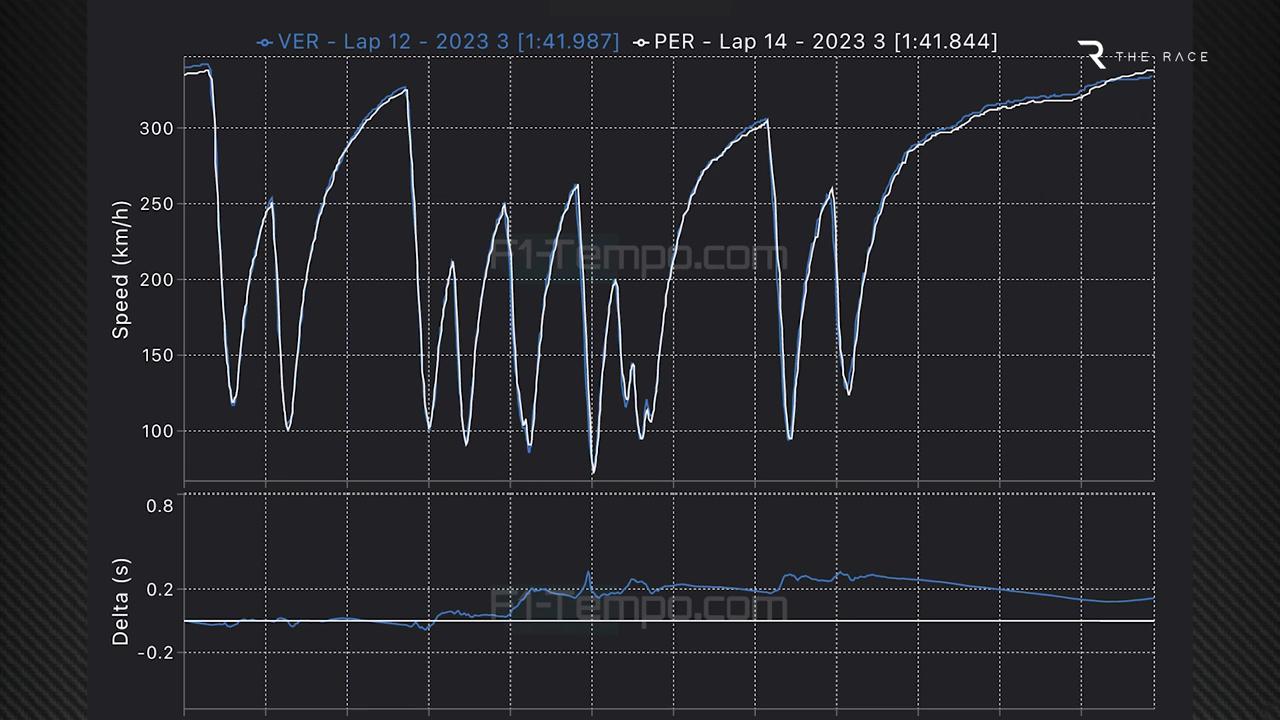 VER - Lap 12 - 2023 3 [1:41.987] PER - Lap 14 - 2023 3 [1:41.844]
THE RACE
300
250
200
150
100
Speed (km/h)
F1-Tempo.com
0.8
0.2
-0.2
Delta (s)
F1-Tempo.com